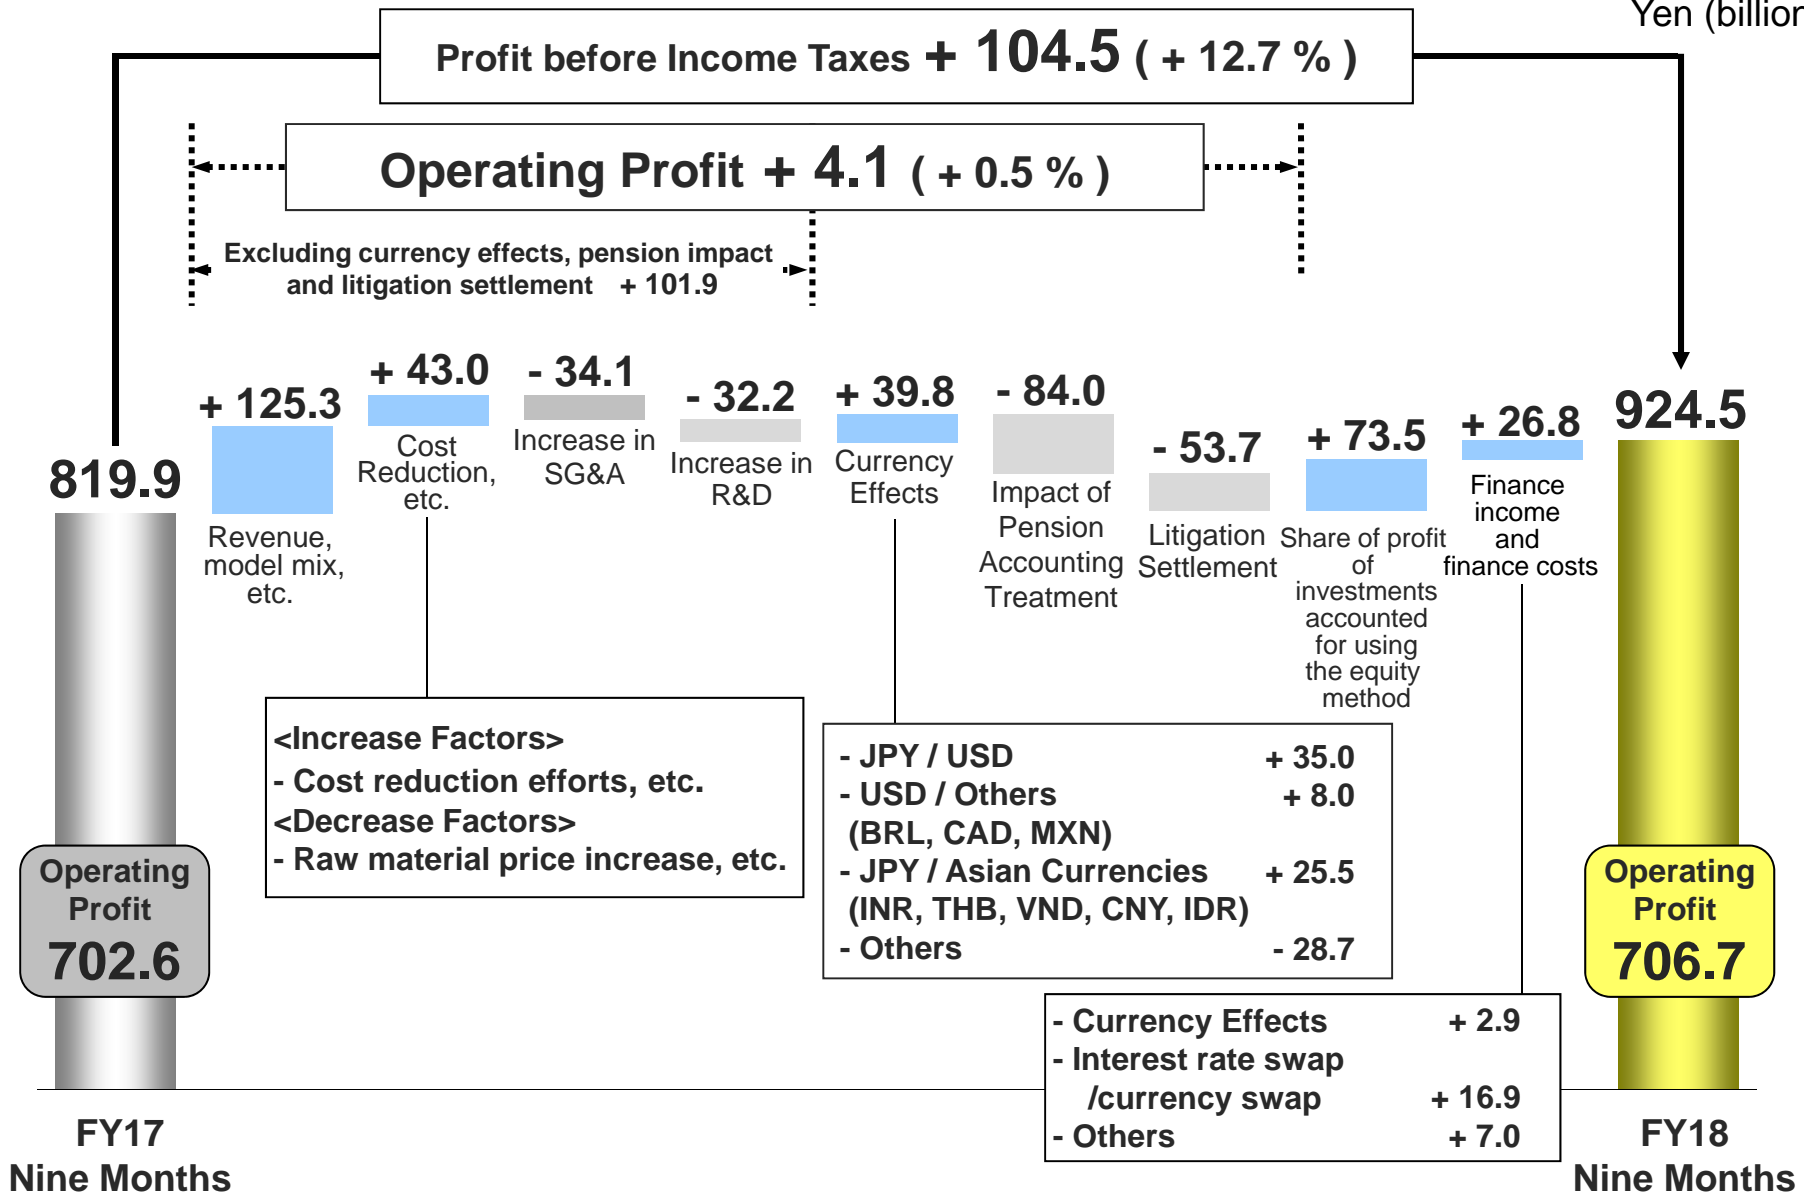 Yen (billion
Profit before Income Taxes + 104.5 ( + 12.7 % )
Operating Profit + 4.1 ( + 0.5 % )
Excluding currency effects, pension impact
and litigation settlement + 101.9
819.9
+ 125.3
Revenue,
model mix,
etc.
+ 43.0
Cost
Reduction,
etc.
- 34.1
Increase in
SG&A
- 32.2
Increase in
R&D
+ 39.8
Currency
Effects
- 84.0
Impact of
Pension
Accounting
Treatment
- 53.7
Litigation
Settlement
+ 73.5
Share of profit
of
investments
accounted
for using
the equity
method
+ 26.8
Finance
income
and
finance costs
924.5
<Increase Factors>
- Cost reduction efforts, etc.
<Decrease Factors>
- Raw material price increase, etc.
- JPY / USD + 35.0
- USD / Others + 8.0
(BRL, CAD, MXN)
- JPY / Asian Currencies + 25.5
(INR, THB, VND, CNY, IDR)
- Others - 28.7
- Currency Effects + 2.9
- Interest rate swap
/currency swap + 16.9
- Others + 7.0
Operating
Profit
702.6
Operating
Profit
706.7
FY17
Nine Months
FY18
Nine Months